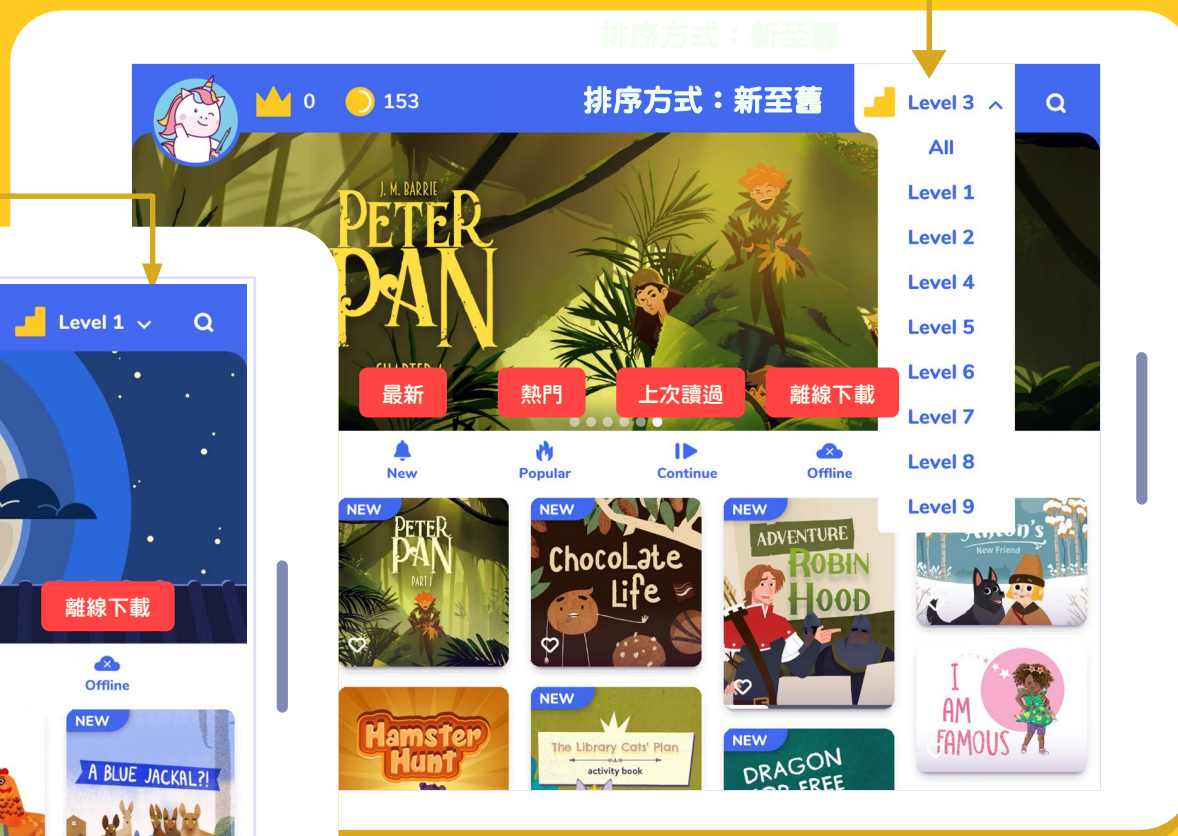 排序方式：新至舊
0
153
排序方式：新至舊
Level 3
All
Level 1
Level 2
Level 4
Level 5
Level 6
Level 7
Level 8
Level 9
J. M. BARRIE
PETER
PAN
最新
熱門
上次讀過
離線下載
New
Popular
Continue
Offline
NEW
PETER
PAN
PART I
NEW
Chocolate
Life
NEW
ADVENTURE
ROBIN
HOOD
New Friend
I
AM
FAMOUS
Hamster
Hunt
NEW
The Library Cats' Plan
activity book
NEW
DRAGON
FOR FREE
Level 1
離線下載
Offline
NEW
A BLUE JACKAL?!